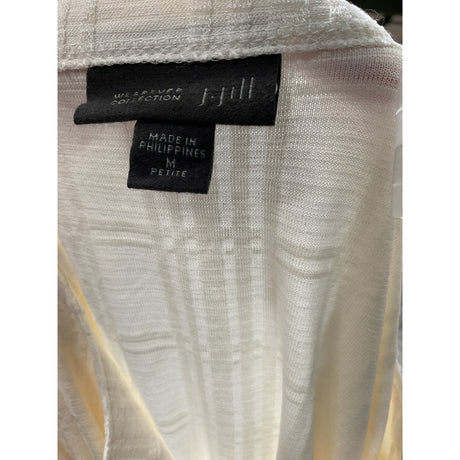 WEAREVER
COLLECTION
J.Jill
MADE IN
PHILIPPINES
M
PETITE